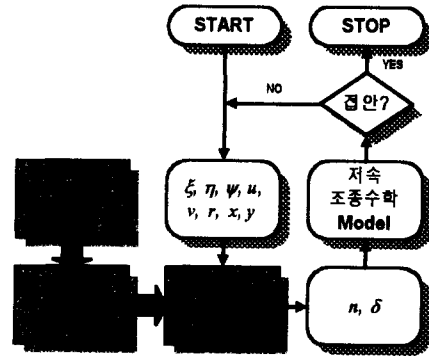 START
STOP
YES
NO
접안?
ξ, η, ψ, u,
v, r, x, y
저속
조종수학
Model
n, δ